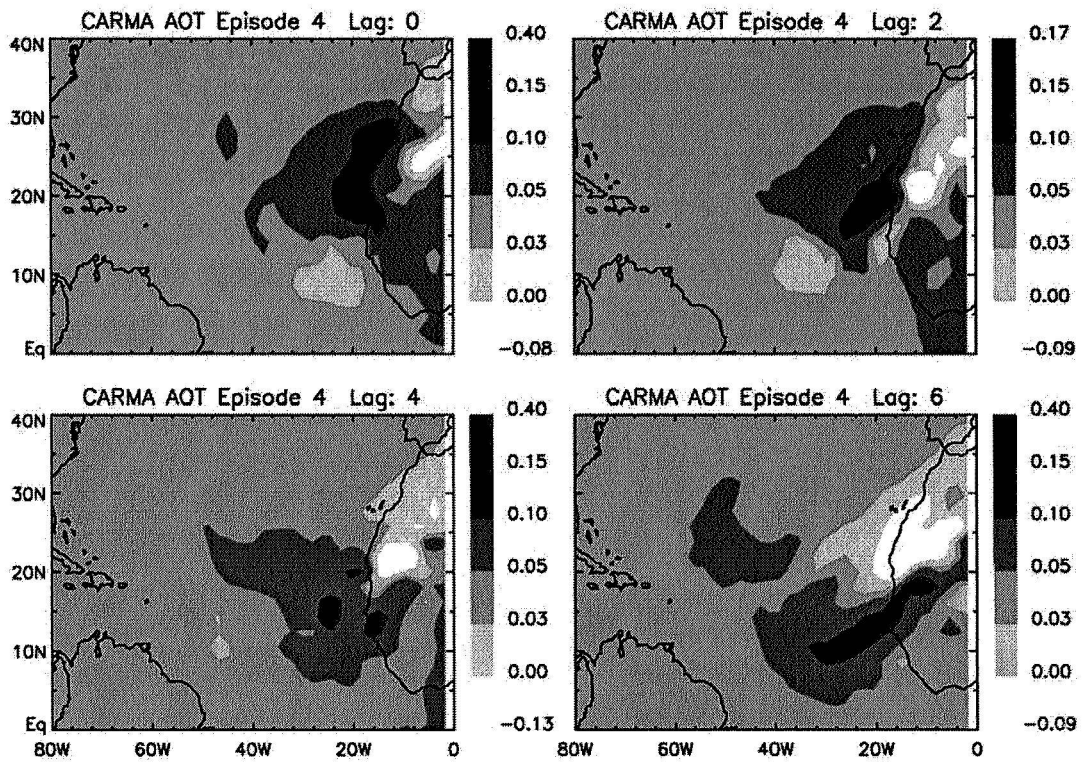 CARMA AOT Episode 4 Lag: 0
40N
30N
20N
10N
Eq
0.40
0.15
0.10
0.05
0.03
0.00
-0.08
80W 60W 40W 20W 0
CARMA AOT Episode 4 Lag: 2
0.17
0.15
0.10
0.05
0.03
0.00
-0.09
CARMA AOT Episode 4 Lag: 4
40N
30N
20N
10N
Eq
0.40
0.15
0.10
0.05
0.03
0.00
-0.13
80W 60W 40W 20W 0
CARMA AOT Episode 4 Lag: 6
0.40
0.15
0.10
0.05
0.03
0.00
-0.09
80W 60W 40W 20W 0